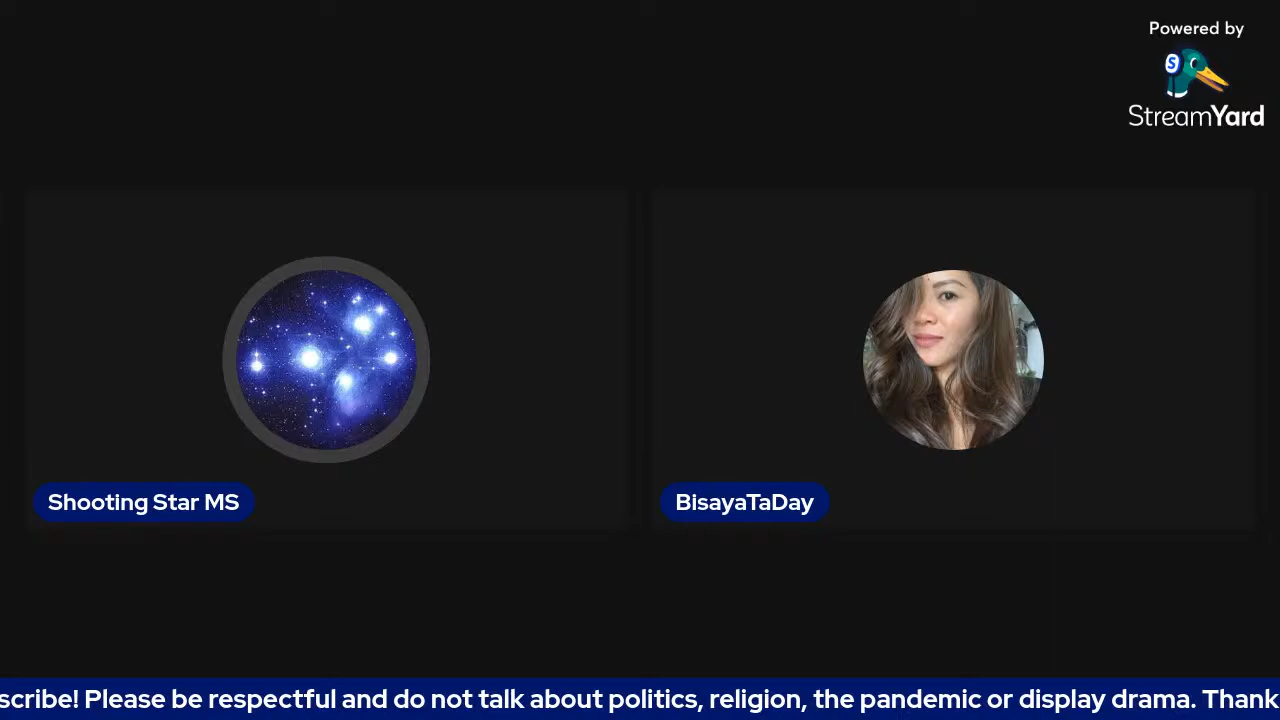 Powered by
StreamYard
Shooting Star MS
BisayaTaDay
scribe! Please be respectful and do not talk about politics, religion, the pandemic or display drama. Thank